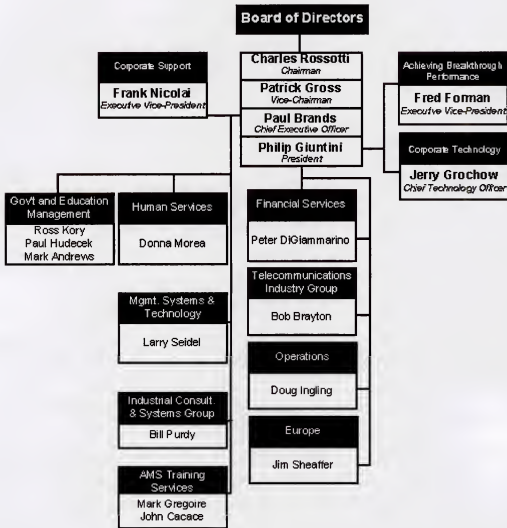 Board of Directors
Charles Rossotti
Chairman
Patrick Gross
Vice-Chairman
Paul Brands
Chief Executive Officer
Philip Giuntini
President
Corporate Support
Frank Nicolai
Executive Vice-President
Achieving Breakthrough
Performance
Fred Forman
Executive Vice-President
Corporate Technology
Jerry Grochow
Chief Technology Officer
Gov't and Education
Management
Ross Kory
Paul Hudecek
Mark Andrews
Human Services
Donna Morea
Financial Services
Peter DiGiammarino
Telecommunications
Industry Group
Bob Brayton
Mgmt. Systems &
Technology
Larry Seidel
Operations
Doug Ingling
Industrial Consult.
& Systems Group
Bill Purdy
Europe
Jim Sheaffer
AMS Training
Services
Mark Gregoire
John Cacace